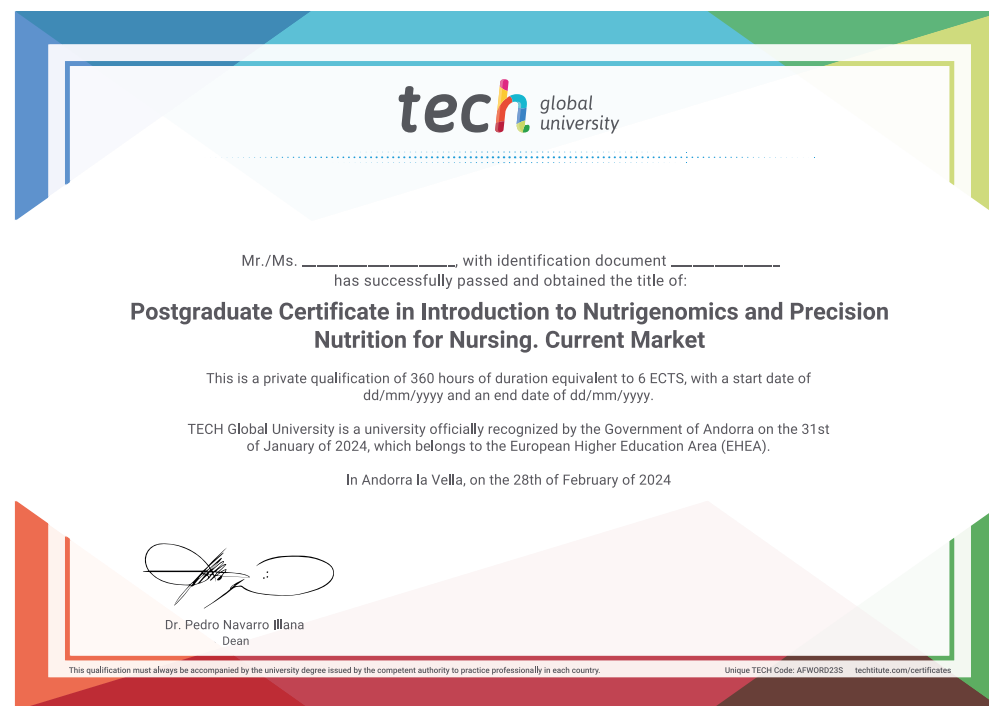 tech global
university
Mr./Ms. ___________________, with identification document ______________
has successfully passed and obtained the title of:
Postgraduate Certificate in Introduction to Nutrigenomics and Precision
Nutrition for Nursing. Current Market
This is a private qualification of 360 hours of duration equivalent to 6 ECTS, with a start date of
dd/mm/yyyy and an end date of dd/mm/yyyy.
TECH Global University is a university officially recognized by the Government of Andorra on the 31st
of January of 2024, which belongs to the European Higher Education Area (EHEA).
In Andorra la Vella, on the 28th of February of 2024
Dr. Pedro Navarro Illana
Dean
This qualification must always be accompanied by the university degree issued by the competent authority to practice professionally in each country.
Unique TECH Code: AFWORD23S techtitute.com/certificates